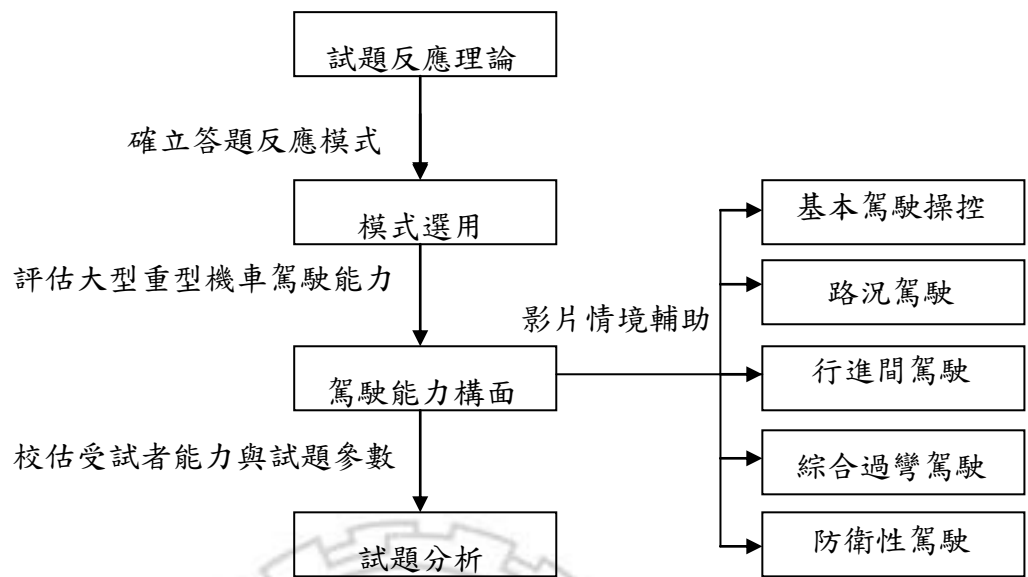 試題反應理論
確立答題反應模式
模式選用
評估大型重型機車駕駛能力
駕駛能力構面
校估受試者能力與試題參數
試題分析
影片情境輔助
基本駕駛操控
路況駕駛
行進間駕駛
綜合過彎駕駛
防衛性駕駛